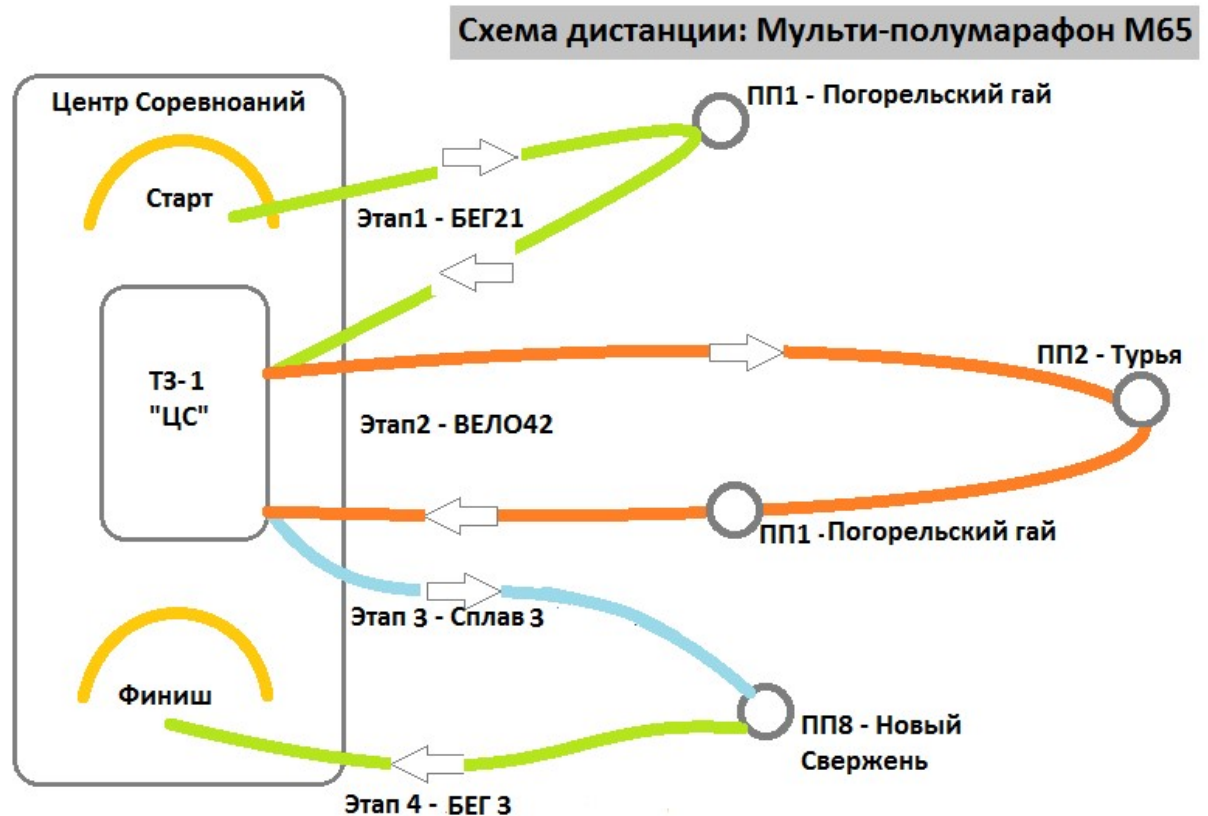 Схема дистанции: Мульти-полумарафон М65
Центр Соревноаний
ПП1 - Погорельский гай
Старт
Этап1 - БЕГ21
ПП2 - Турья
ТЗ-1
"ЦС"
Этап2 - ВЕЛО42
ПП1 -Погорельский гай
Этап 3 - Сплав 3
Финиш
ПП8 - Новый
Свержень
Этап 4 - БЕГ 3